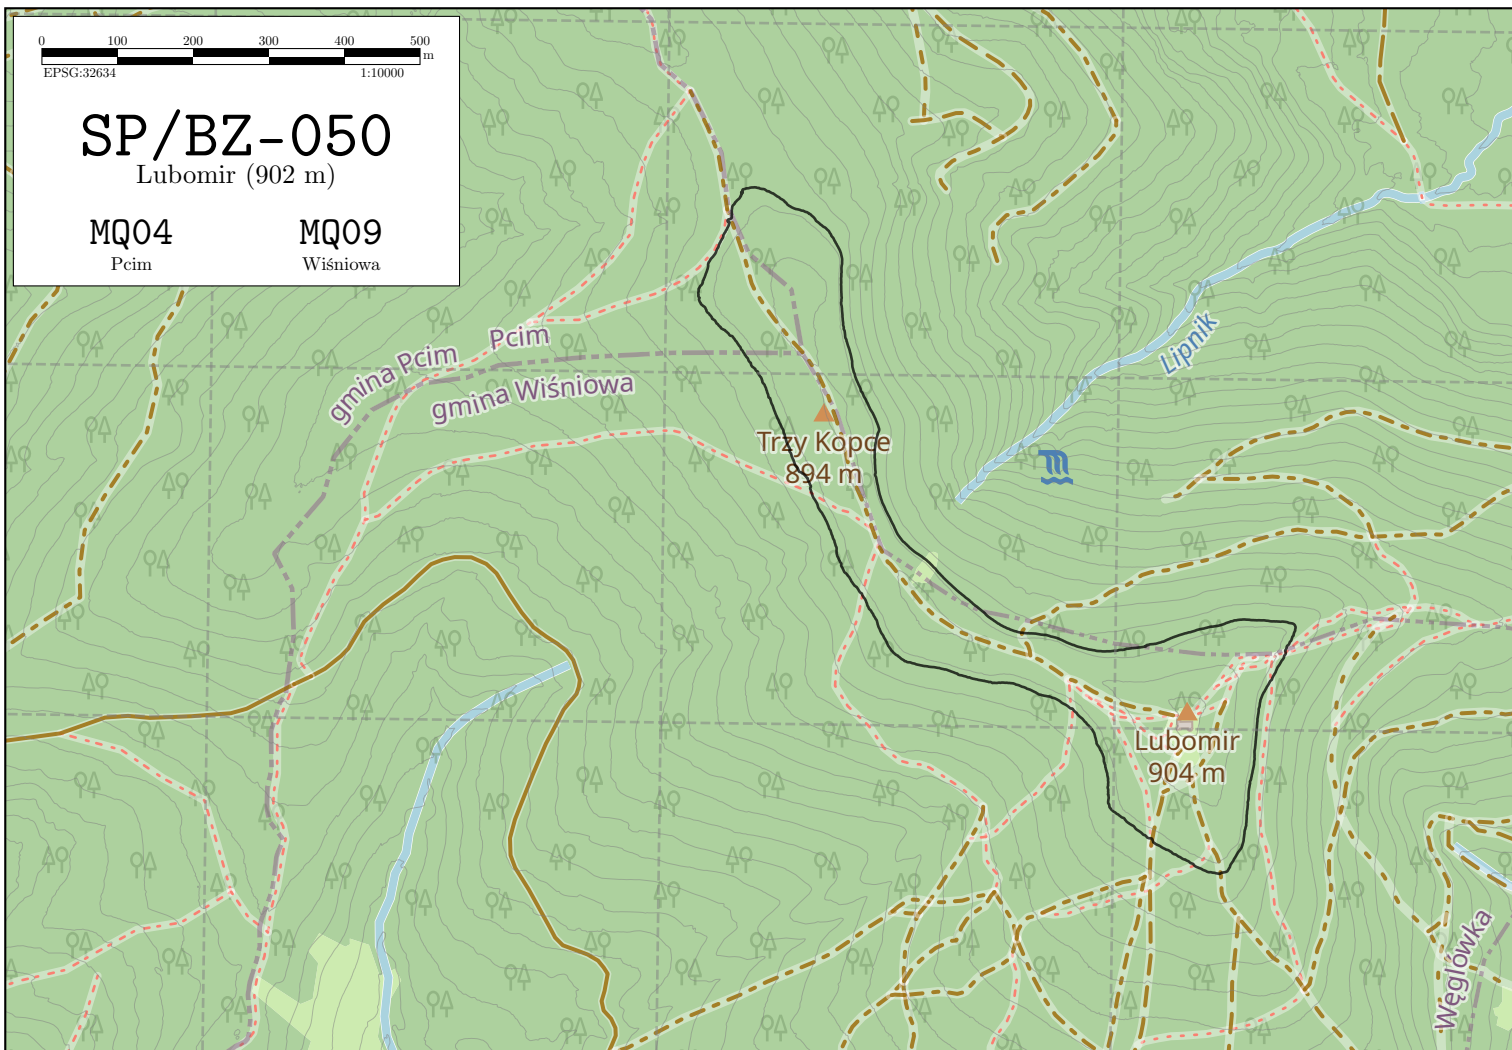 0 100 200 300 400 500
m
EPSG:32634 1:10000
SP/BZ-050
Lubomir (902 m)
MQ04 MQ09
Pcim Wiśniowa
gmina Pcim Pcim
gmina Wiśniowa
Lipnik
Trzy Kopce
894 m
Lubomir
904 m
Węglówka